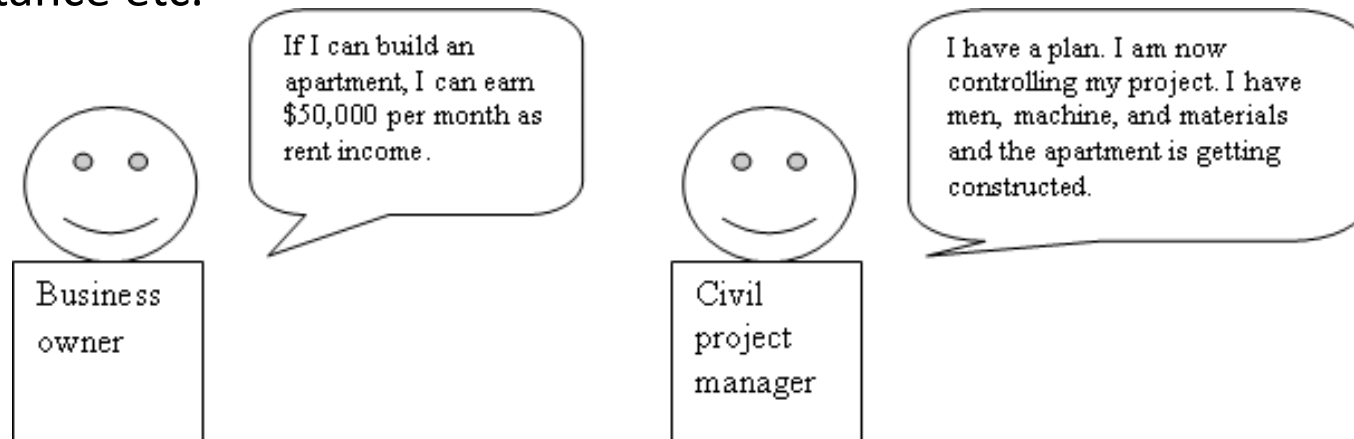 etc.
If I can build an
apartment, I can earn
$50,000 per month as
rent income.
Business
owner
I have a plan. I am now
controlling my project. I have
men, machine, and materials
and the apartment is getting
constructed.
Civil
project
manager